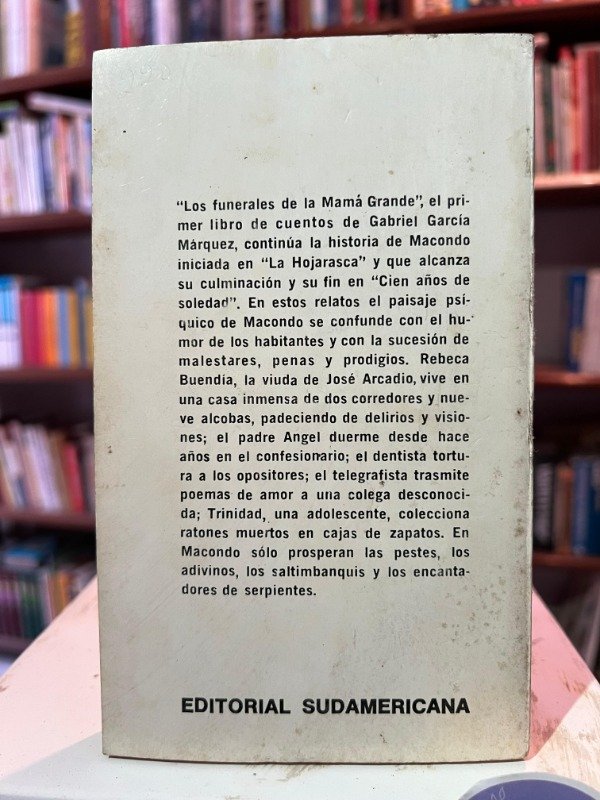 "Los funerales de la Mamá Grande", el pri-
mer libro de cuentos de Gabriel García
Márquez, continúa la historia de Macondo
iniciada en "La Hojarasca" y que alcanza
su culminación y su fin en "Cien años de
soledad". En estos relatos el paisaje psí-
quico de Macondo se confunde con el hu-
mor de los habitantes y con la sucesión de
malestares, penas y prodigios. Rebeca
Buendía, la viuda de José Arcadio, vive en
una casa inmensa de dos corredores y nue-
ve alcobas, padeciendo de delirios y visio-
nes; el padre Angel duerme desde hace
años en el confesionario; el dentista tortu-
ra a los opositores; el telegrafista trasmite
poemas de amor a una colega desconoci-
da; Trinidad, una adolescente, colecciona
ratones muertos en cajas de zapatos. En
Macondo sólo prosperan las pestes, los
adivinos, los saltimbanquis y los encanta-
dores de serpientes.
EDITORIAL SUDAMERICANA